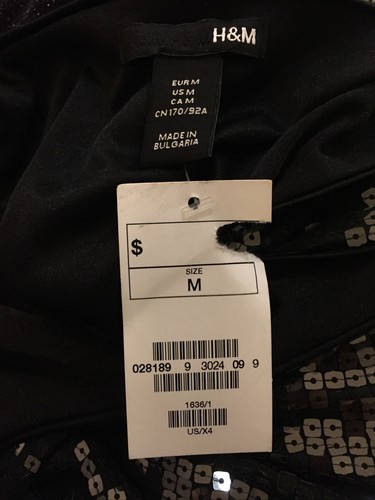 H&M
EUR M
US M
CA M
CN 170/92A
MADE IN
BULGARIA
$
SIZE
M
028189 9 3024 09 9
1636/1
US/X4